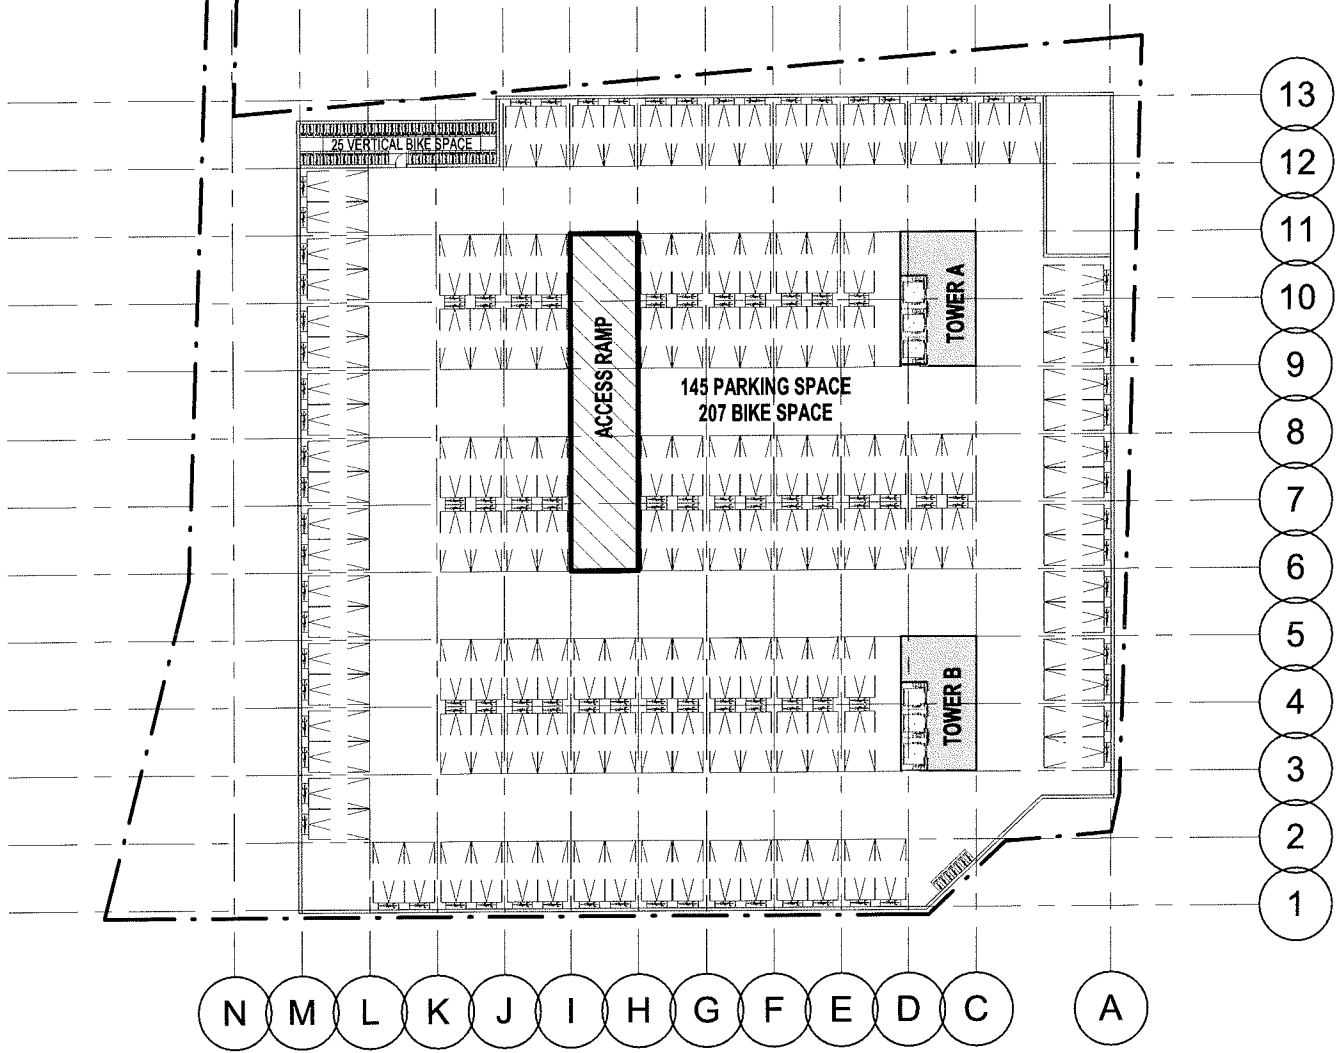 13
25 VERTICAL BIKE SPACE
12
11
10
TOWER A
ACCESS RAMP
9
145 PARKING SPACE
207 BIKE SPACE
8
7
6
5
TOWER B
4
3
2
1
N M L K J I H G F E D C A